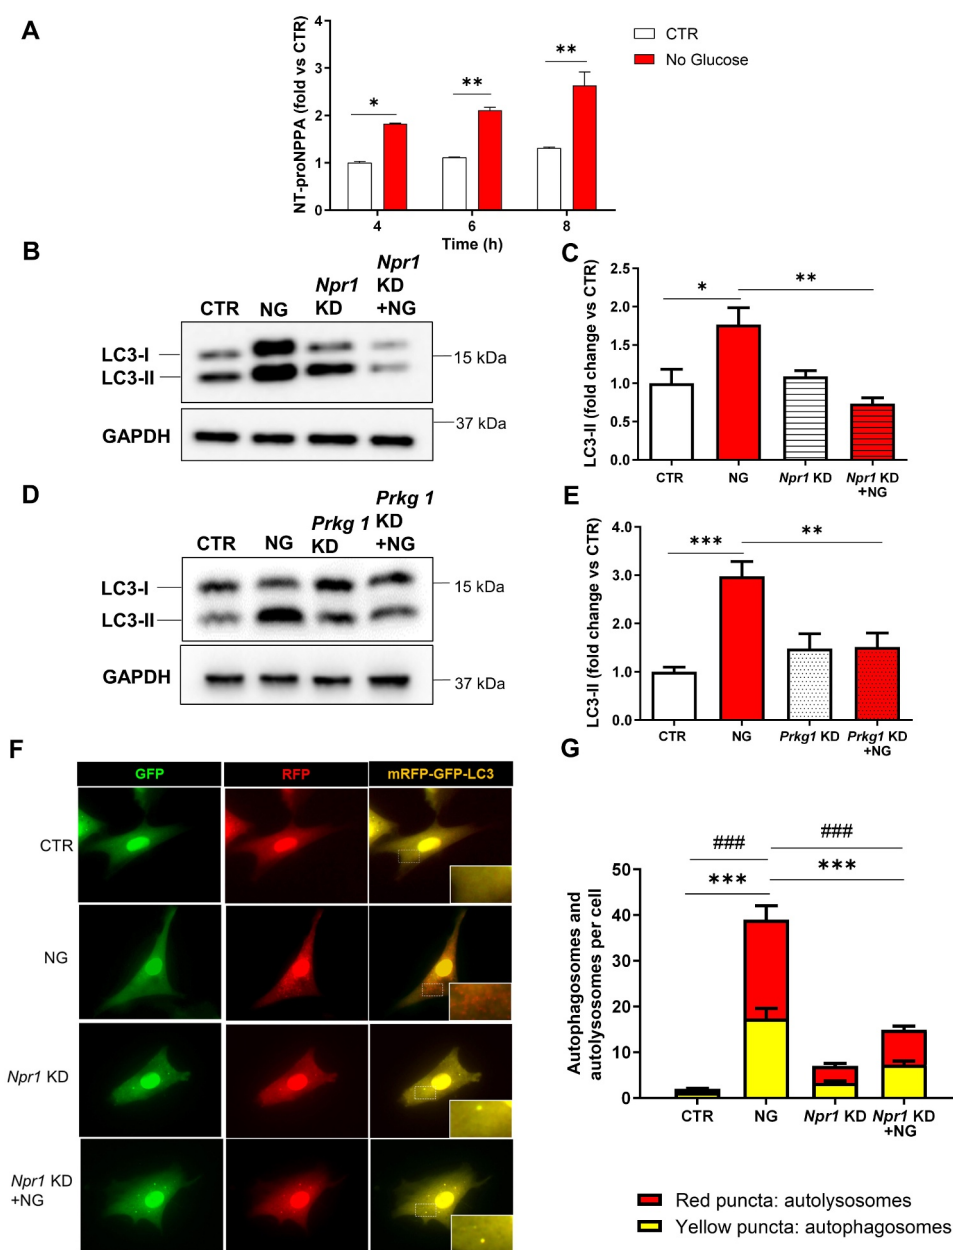 A
NT-proNPPA (fold vs CTR)
4
3
2
1
0
*
**
**
4
6
8
Time (h)
CTR
No Glucose
B
CTR
NG
Npr1
KD
Npr1
KD
+NG
LC3-I
LC3-II
15 kDa
GAPDH
37 kDa
C
LC3-II (fold change vs CTR)
2.5
2.0
1.5
1.0
0.5
0.0
*
**
CTR
NG
Npr1 KD
Npr1 KD
+NG
D
CTR
NG
Prkg 1
KD
Prkg 1
KD
+NG
LC3-I
LC3-II
15 kDa
GAPDH
37 kDa
E
LC3-II (fold change vs CTR)
4.0
3.0
2.0
1.0
0.0
***
**
CTR
NG
Prkg1 KD
Prkg1 KD
+NG
F
GFP
RFP
mRFP-GFP-LC3
CTR
NG
Npr1 KD
Npr1 KD
+NG
G
Autophagosomes and
autolysosomes per cell
50
40
30
20
10
0
###
***
###
***
CTR
NG
Npr1 KD
Npr1 KD
+NG
Red puncta: autolysosomes
Yellow puncta: autophagosomes